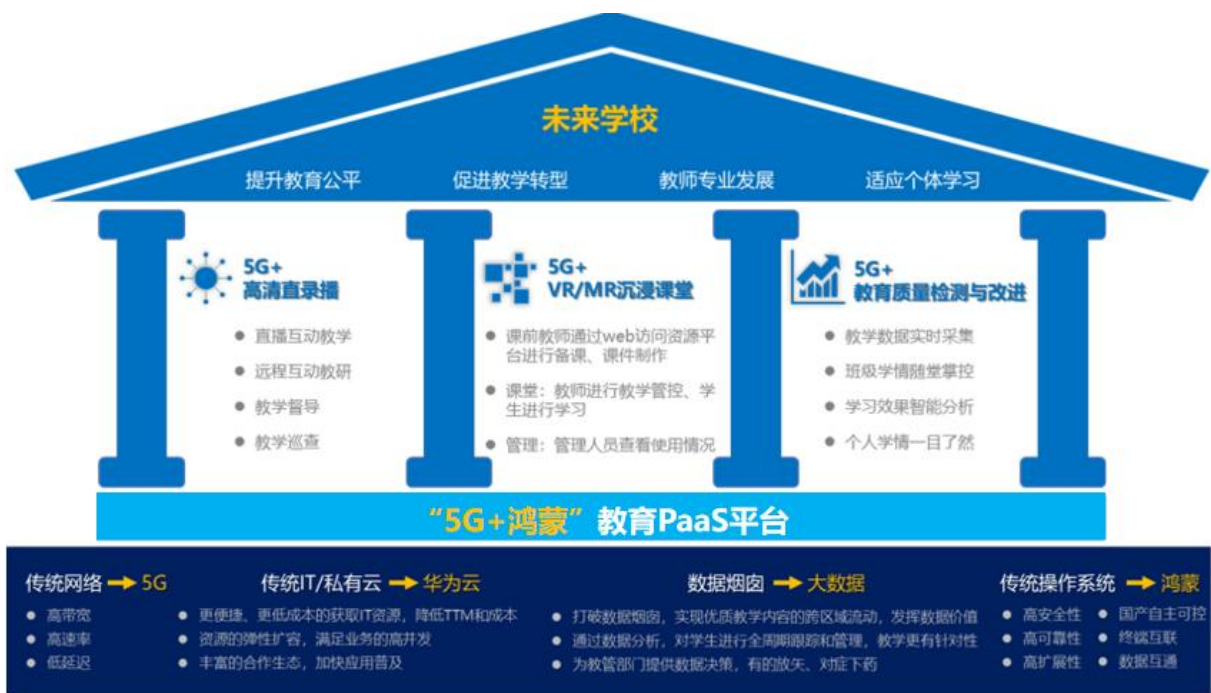 未来学校
提升教育公平 促进教学转型 教师专业发展 适应个体学习
5G+
高清直录播
直播互动教学
远程互动教研
教学督导
教学巡查
5G+
VR/MR沉浸课堂
课前教师通过web访问资源平
台进行备课、课件制作
课堂：教师进行教学管控、学
生进行学习
管理：管理人员查看使用情况
5G+
教育质量检测与改进
教学数据实时采集
班级学情随堂掌控
学习效果智能分析
个人学情一目了然
“5G+鸿蒙”教育PaaS平台
传统网络 → 5G
高带宽
高速率
低延迟
传统IT/私有云 → 华为云
更便捷、更低成本的获取IT资源，降低TTM和成本
资源的弹性扩容，满足业务的高并发
丰富的合作生态，加快应用普及
数据烟囱 → 大数据
打破数据烟囱，实现优质教学内容的跨区域流动，发挥数据价值
通过数据分析，对学生进行全周期跟踪和管理，教学更有针对性
为教管部门提供数据决策，有的放矢、对症下药
传统操作系统 → 鸿蒙
高安全性 国产自主可控
高可靠性 终端互联
高扩展性 数据互通